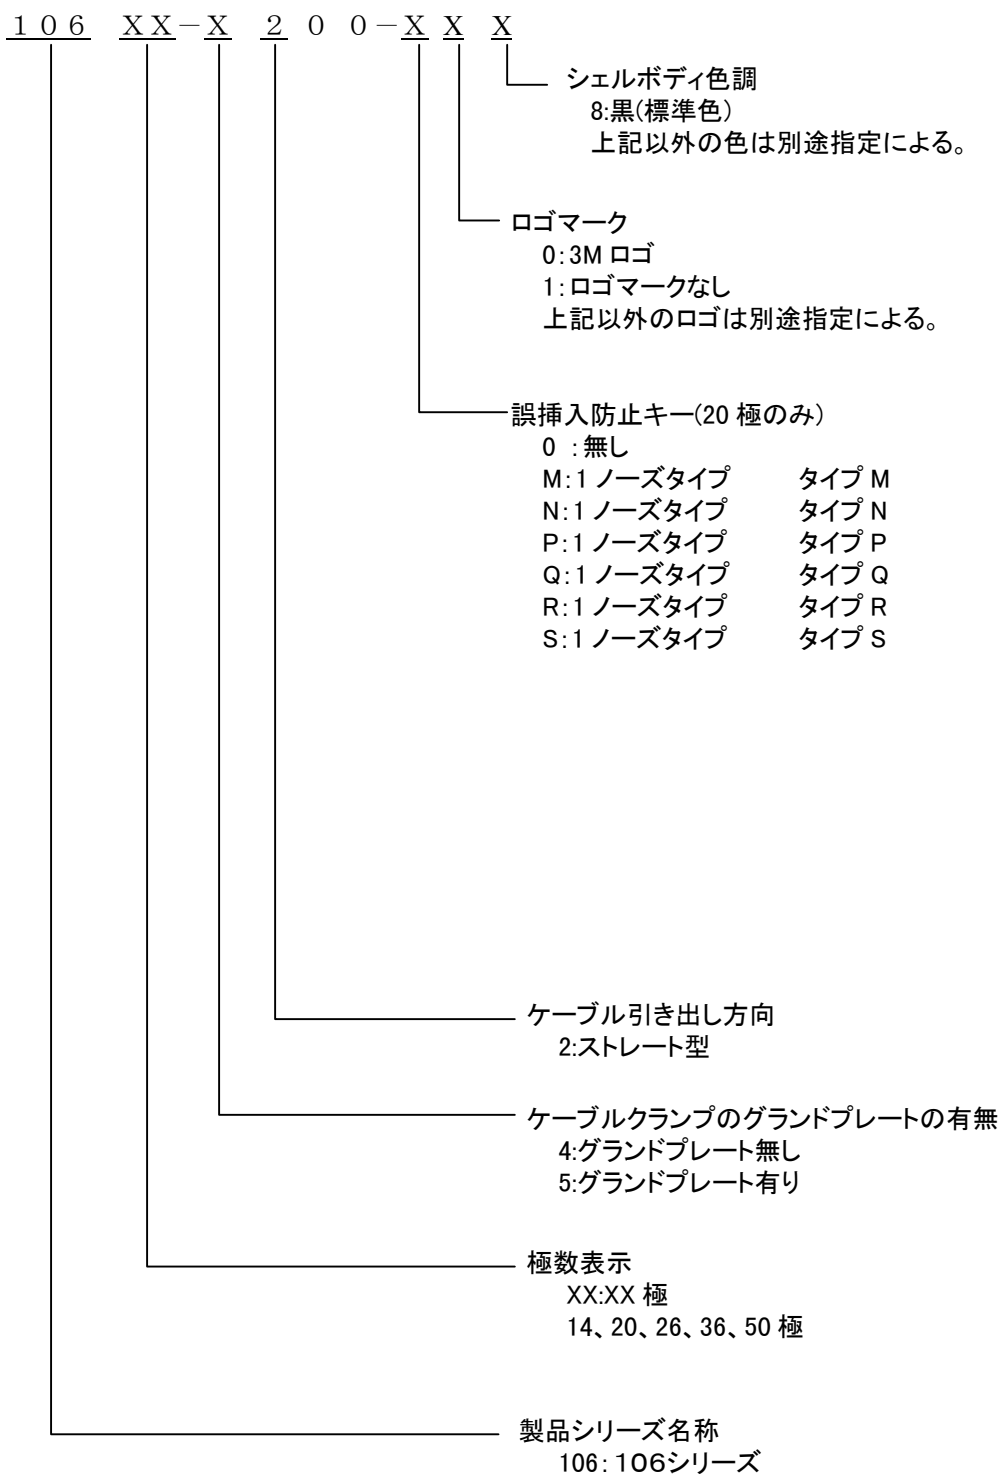 １０６ ＸＸ－Ｘ ２００－Ｘ X X
シェルボディ色調
8:黒(標準色)
上記以外の色は別途指定による。
ロゴマーク
0:3M ロゴ
1:ロゴマークなし
上記以外のロゴは別途指定による。
誤挿入防止キー(20 極のみ)
0 :無し
M:1 ノーズタイプ タイプ M
N:1 ノーズタイプ タイプ N
P:1 ノーズタイプ タイプ P
Q:1 ノーズタイプ タイプ Q
R:1 ノーズタイプ タイプ R
S:1 ノーズタイプ タイプ S
ケーブル引き出し方向
2:ストレート型
ケーブルクランプのグランドプレートの有無
4:グランドプレート無し
5:グランドプレート有り
極数表示
XX:XX 極
14、20、26、36、50 極
製品シリーズ名称
106:１０６シリーズ